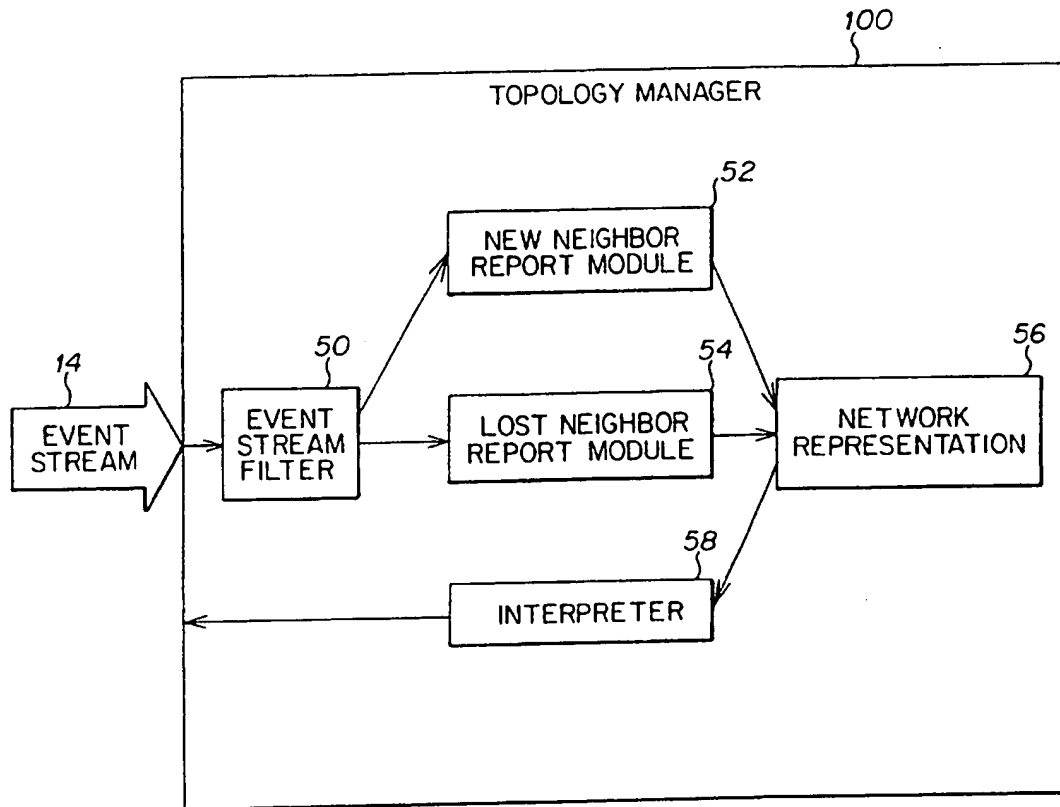 100
TOPOLOGY MANAGER
52
NEW NEIGHBOR
REPORT MODULE
14
EVENT
STREAM
50
EVENT
STREAM
FILTER
54
LOST NEIGHBOR
REPORT MODULE
56
NETWORK
REPRESENTATION
58
INTERPRETER